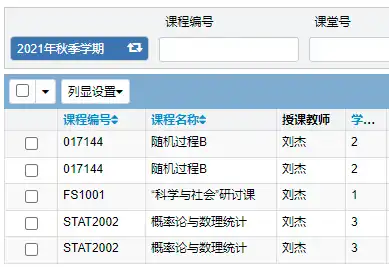 课程编号 课堂号
2021年秋季学期
列显设置
课程编号 课程名称 授课教师 学...
017144 随机过程B 刘杰 2
017144 随机过程B 刘杰 2
FS1001 “科学与社会”研讨课 刘杰 1
STAT2002 概率论与数理统计 刘杰 3
STAT2002 概率论与数理统计 刘杰 3